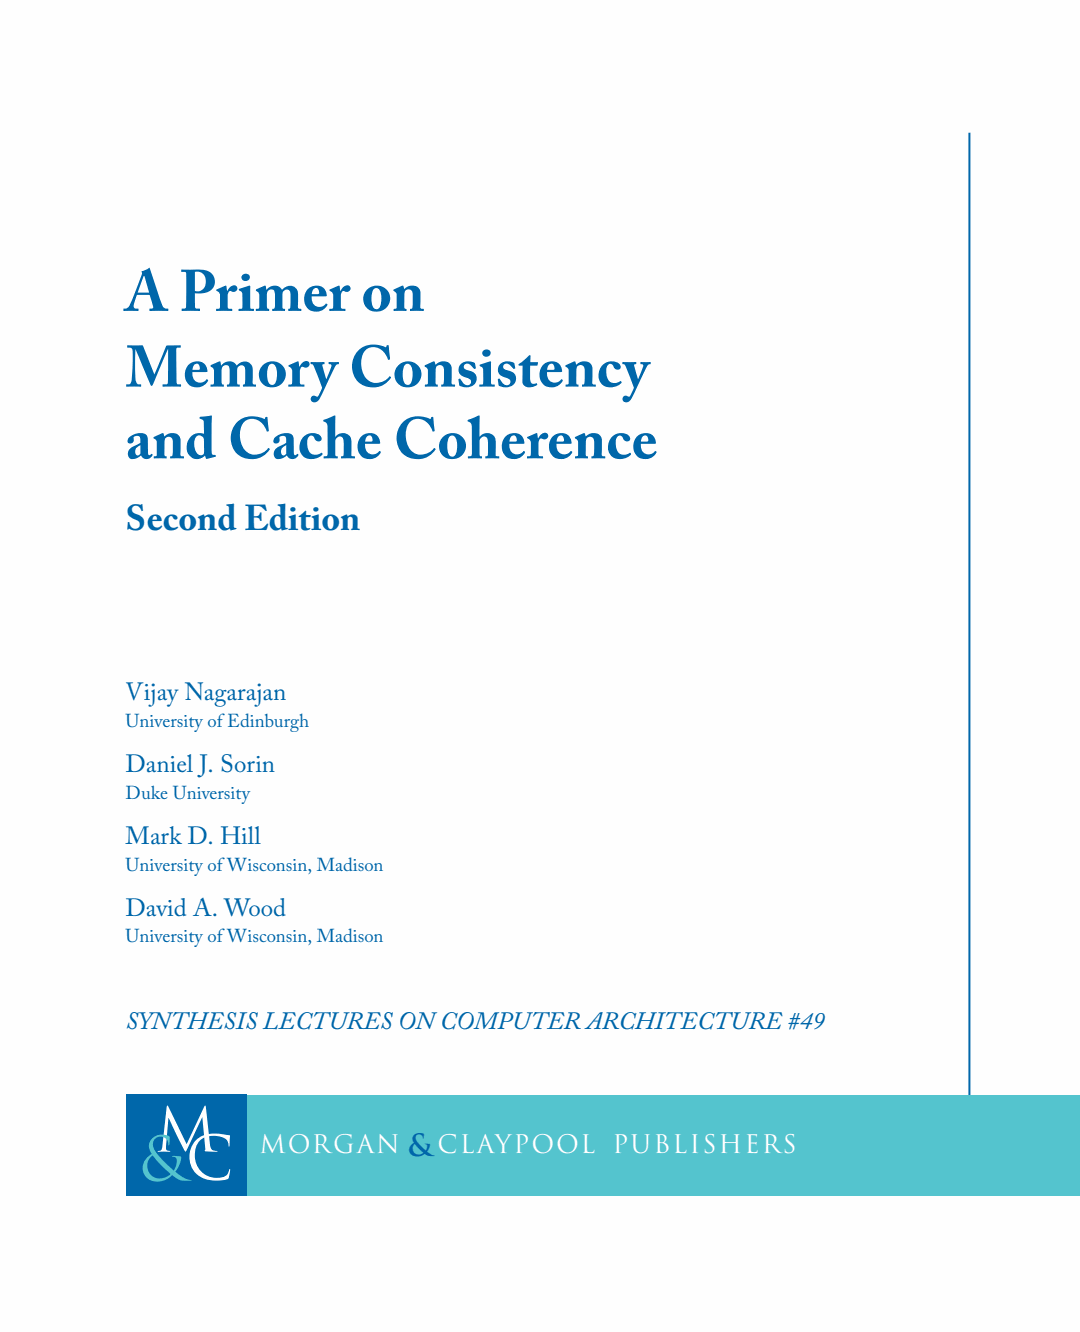 A Primer on
Memory Consistency
and Cache Coherence
Second Edition
Vijay Nagarajan
University of Edinburgh
Daniel J. Sorin
Duke University
Mark D. Hill
University of Wisconsin, Madison
David A. Wood
University of Wisconsin, Madison
SYNTHESIS LECTURES ON COMPUTER ARCHITECTURE #49
M&C
MORGAN & CLAYPOOL PUBLISHERS